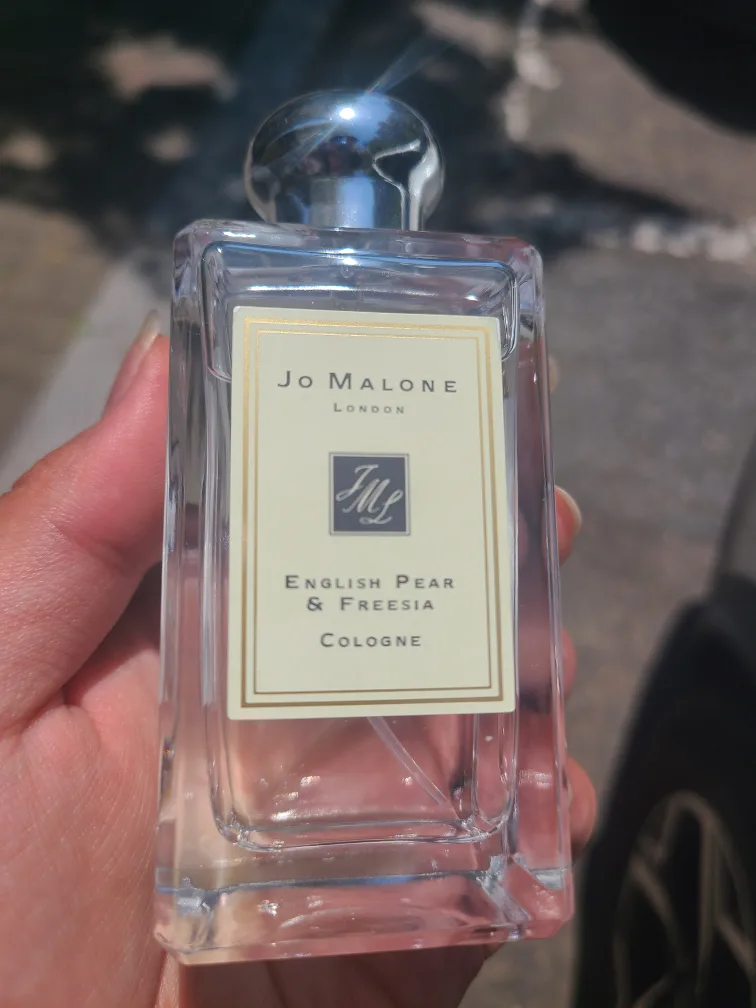 Jo Malone
London
JML
English Pear
& Freesia
Cologne